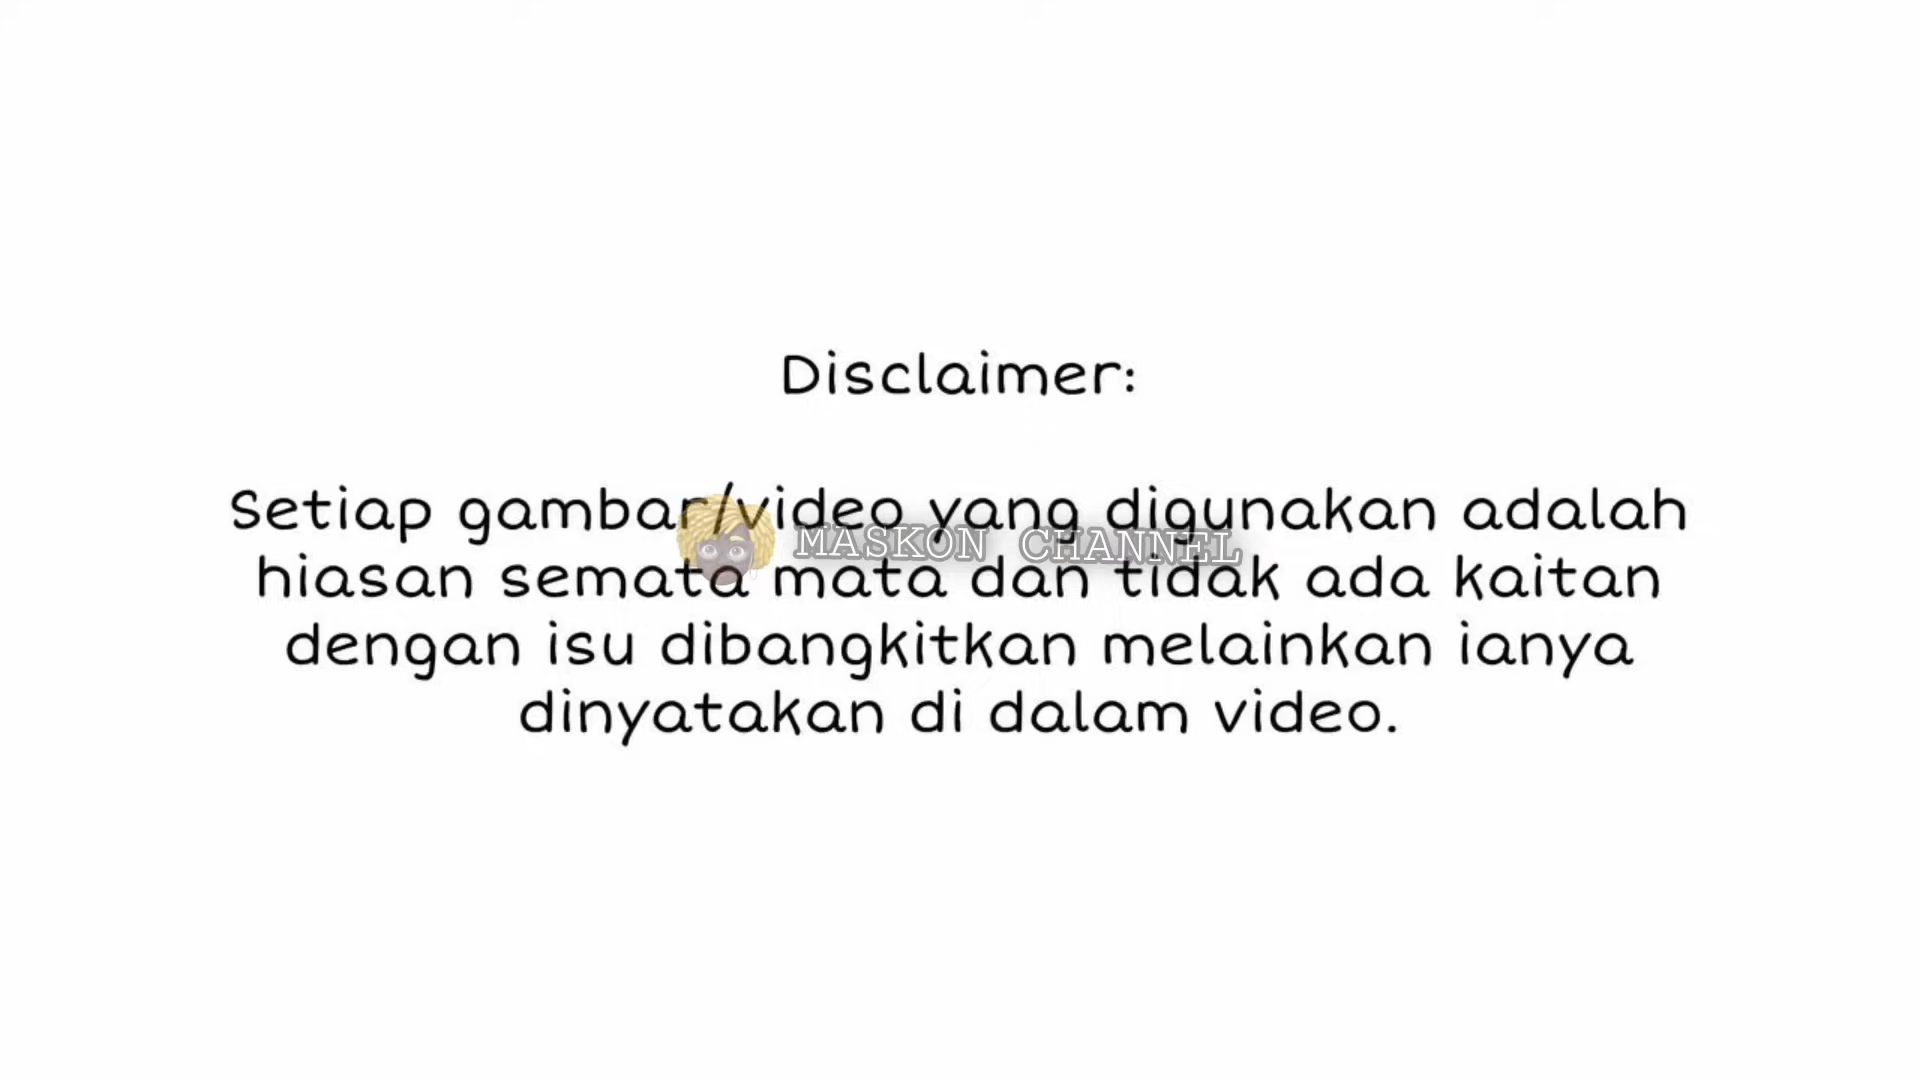 Disclaimer:
Setiap gambar/video yang digunakan adalah
MASKON CHANNEL
hiasan semata mata dan tidak ada kaitan
dengan isu dibangkitkan melainkan ianya
dinyatakan di dalam video.